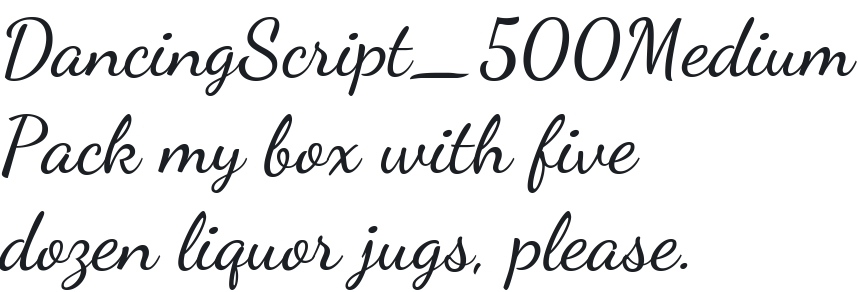 DancingScript_500Medium
Pack my box with five
dozen liquor jugs, please.